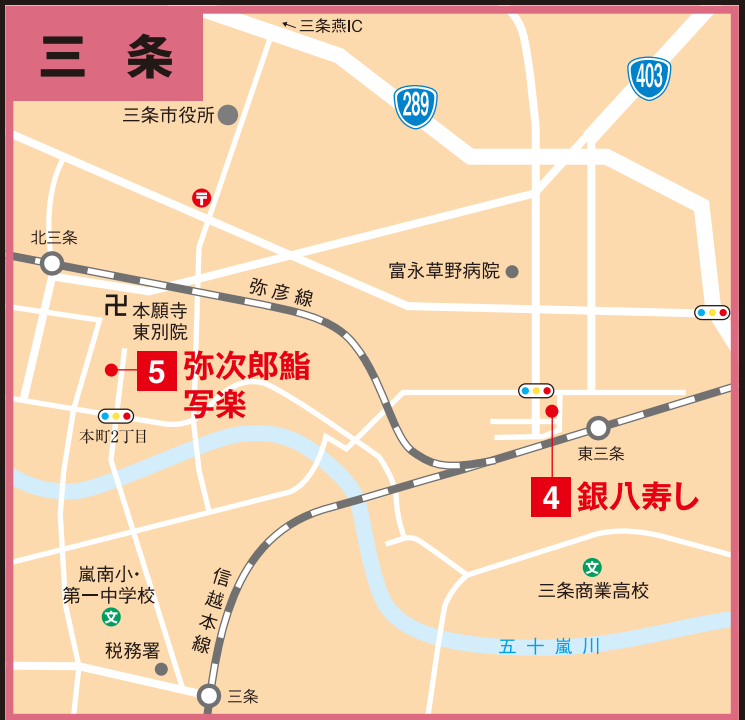 三条
三条燕IC
403
289
三条市役所
北三条
富永草野病院
弥彦線
卍 本願寺
東別院
5 弥次郎鮨
写楽
本町2丁目
東三条
4 銀八寿し
嵐南小・
第一中学校
文
信越本線
文
三条商業高校
税務署
五十嵐川
三条